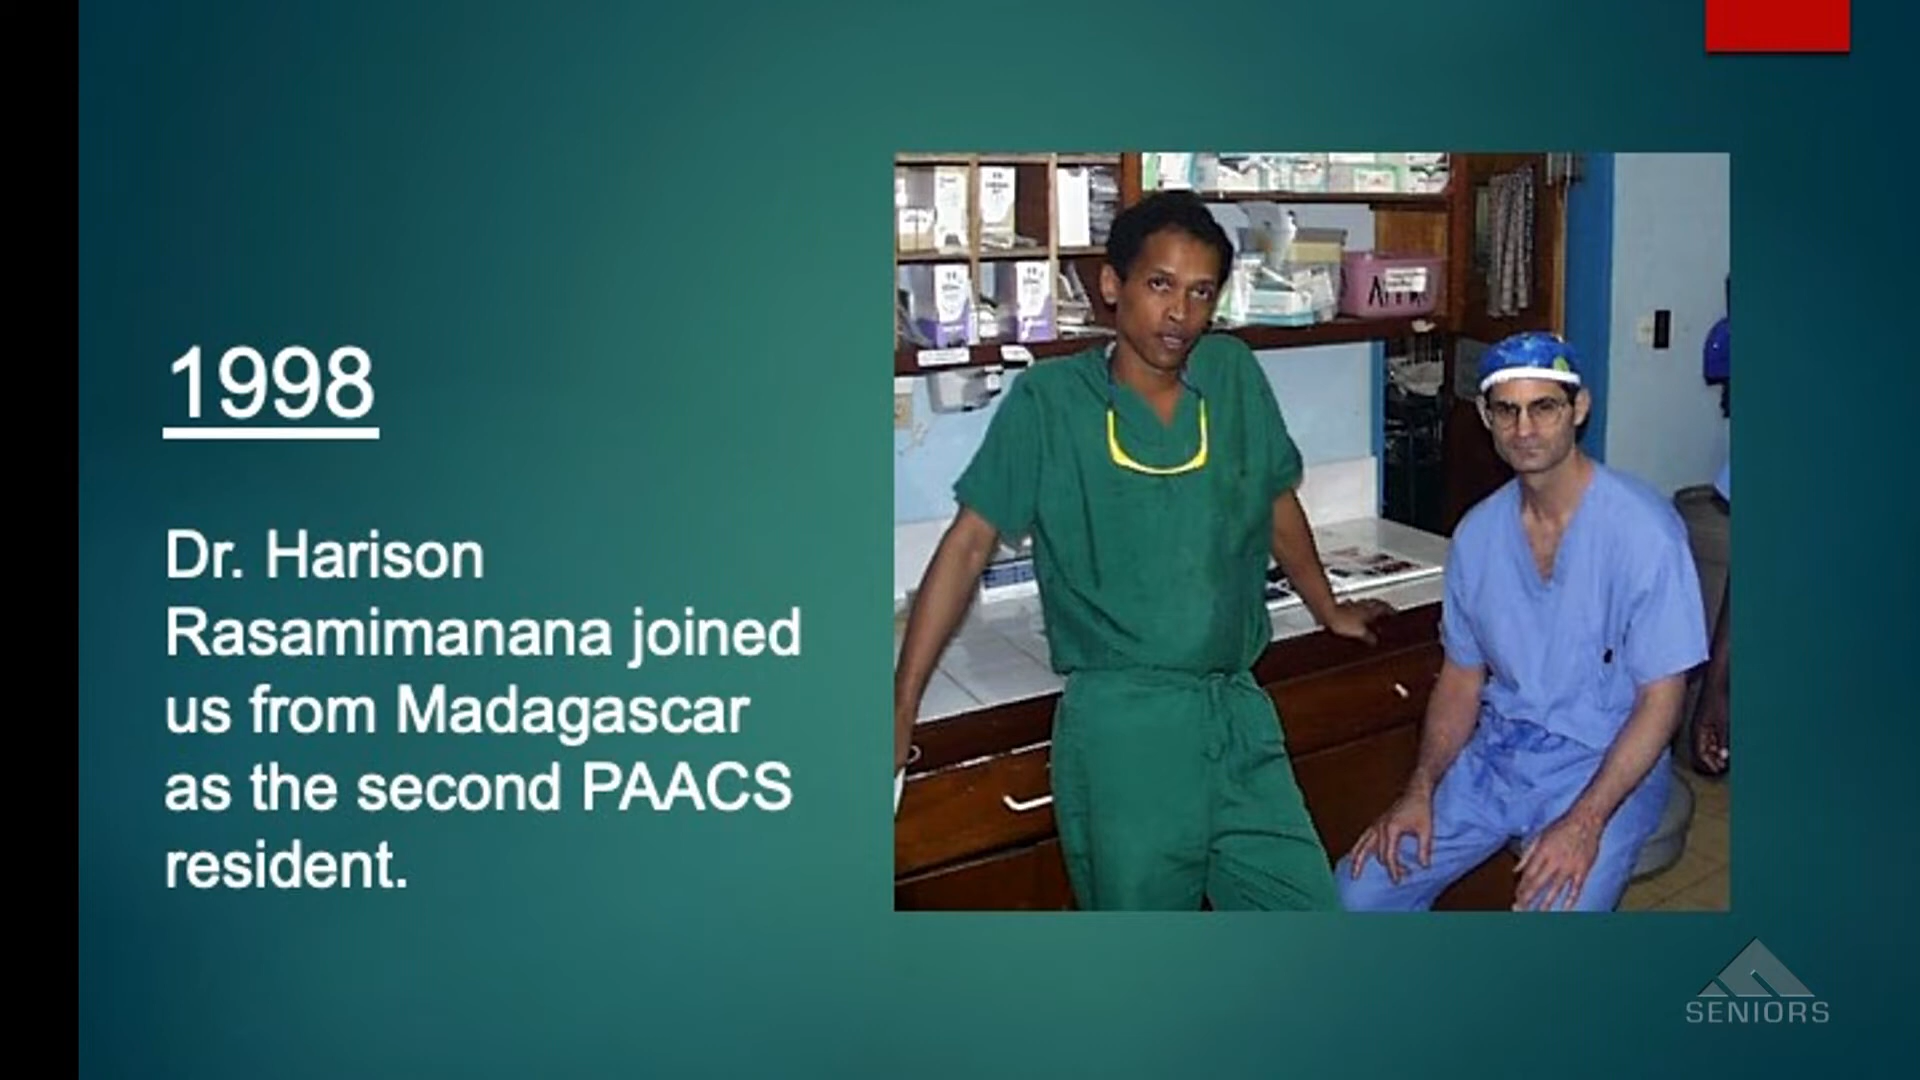 1998
Dr. Harison
Rasamimanana joined
us from Madagascar
as the second PAACS
resident.
SENIORS